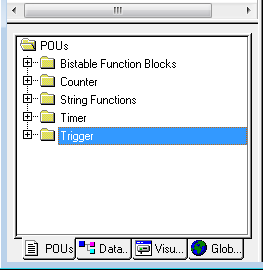 POUs
Bistable Function Blocks
Counter
String Functions
Timer
Trigger
POUs Data.. Visu... Glob...